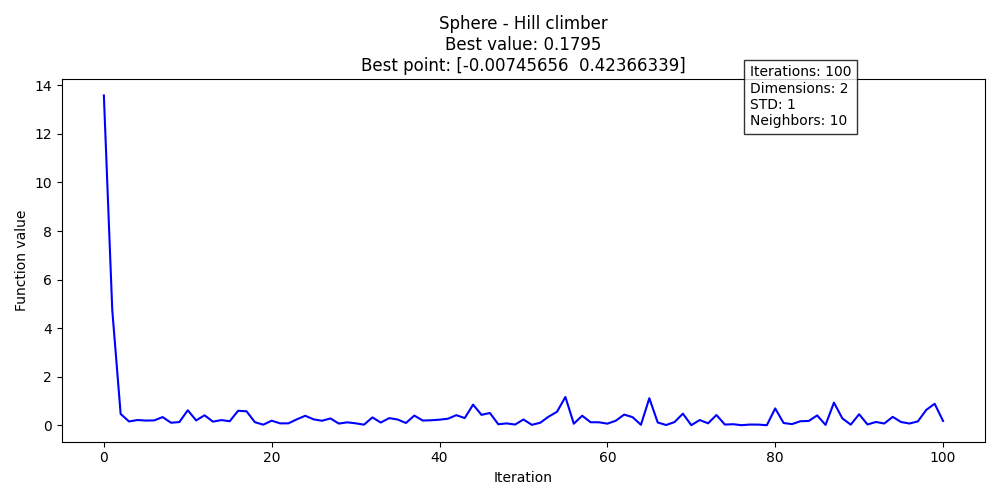 Sphere - Hill climber
Best value: 0.1795
Best point: [-0.00745656  0.42366339]
Iterations: 100
Dimensions: 2
STD: 1
Neighbors: 10
14
12
10
8
6
4
2
0
Function value
0 20 40 60 80 100
Iteration